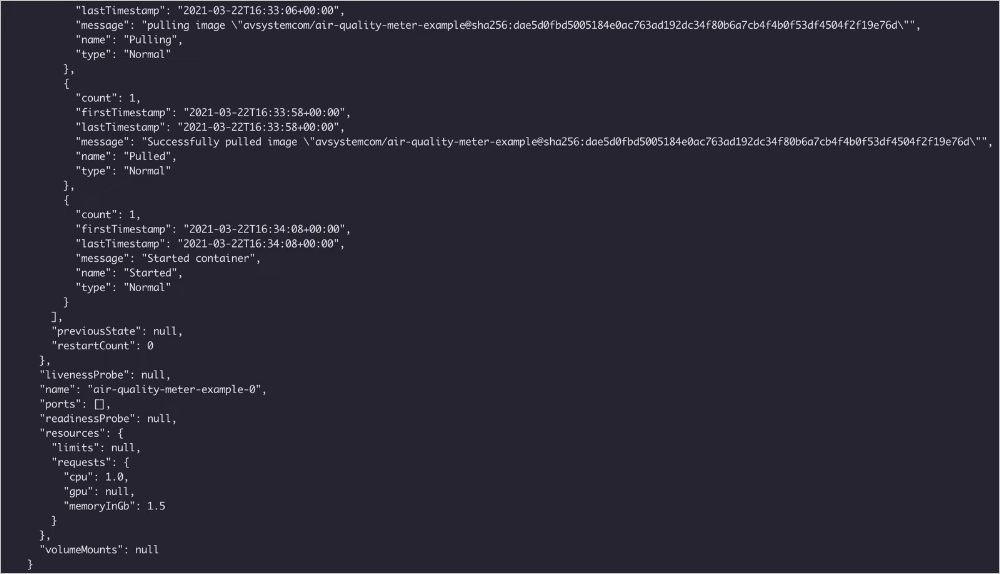 "lastTimestamp": "2021-03-22T16:33:06+00:00",
"message": "pulling image \"avsystemcom/air-quality-meter-example@sha256:dae5d0fbd5005184e0ac763ad192dc34f80b6a7cb4f4b0f53df4504f2f19e76d\"",
"name": "Pulling",
"type": "Normal"
},
{
"count": 1,
"firstTimestamp": "2021-03-22T16:33:58+00:00",
"lastTimestamp": "2021-03-22T16:33:58+00:00",
"message": "Successfully pulled image \"avsystemcom/air-quality-meter-example@sha256:dae5d0fbd5005184e0ac763ad192dc34f80b6a7cb4f4b0f53df4504f2f19e76d\"",
"name": "Pulled",
"type": "Normal"
},
{
"count": 1,
"firstTimestamp": "2021-03-22T16:34:08+00:00",
"lastTimestamp": "2021-03-22T16:34:08+00:00",
"message": "Started container",
"name": "Started",
"type": "Normal"
}
],
"previousState": null,
"restartCount": 0
},
"livenessProbe": null,
"name": "air-quality-meter-example-0",
"ports": [],
"readinessProbe": null,
"resources": {
"limits": null,
"requests": {
"cpu": 1.0,
"gpu": null,
"memoryInGb": 1.5
}
},
"volumeMounts": null
}